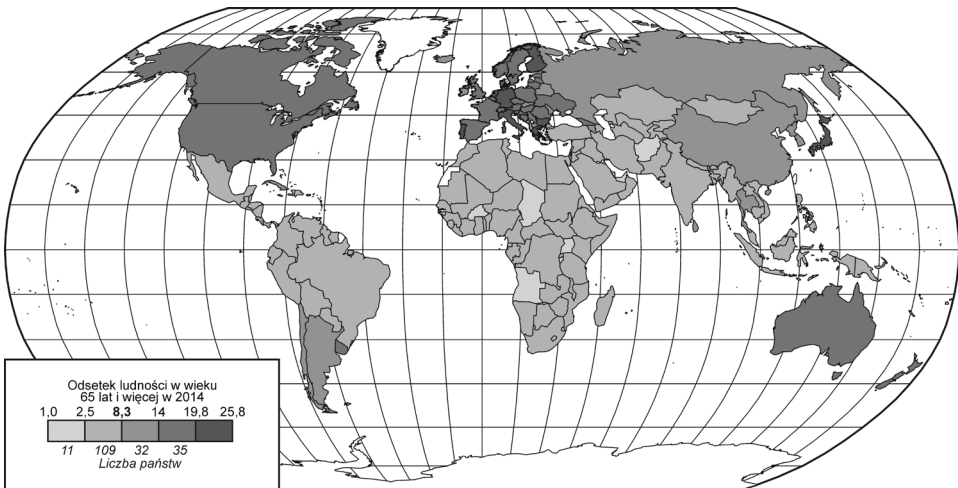 Odsetek ludności w wieku
65 lat i więcej w 2014
1,0 2,5 8,3 14 19,8 25,8
11 109 32 35
Liczba państw